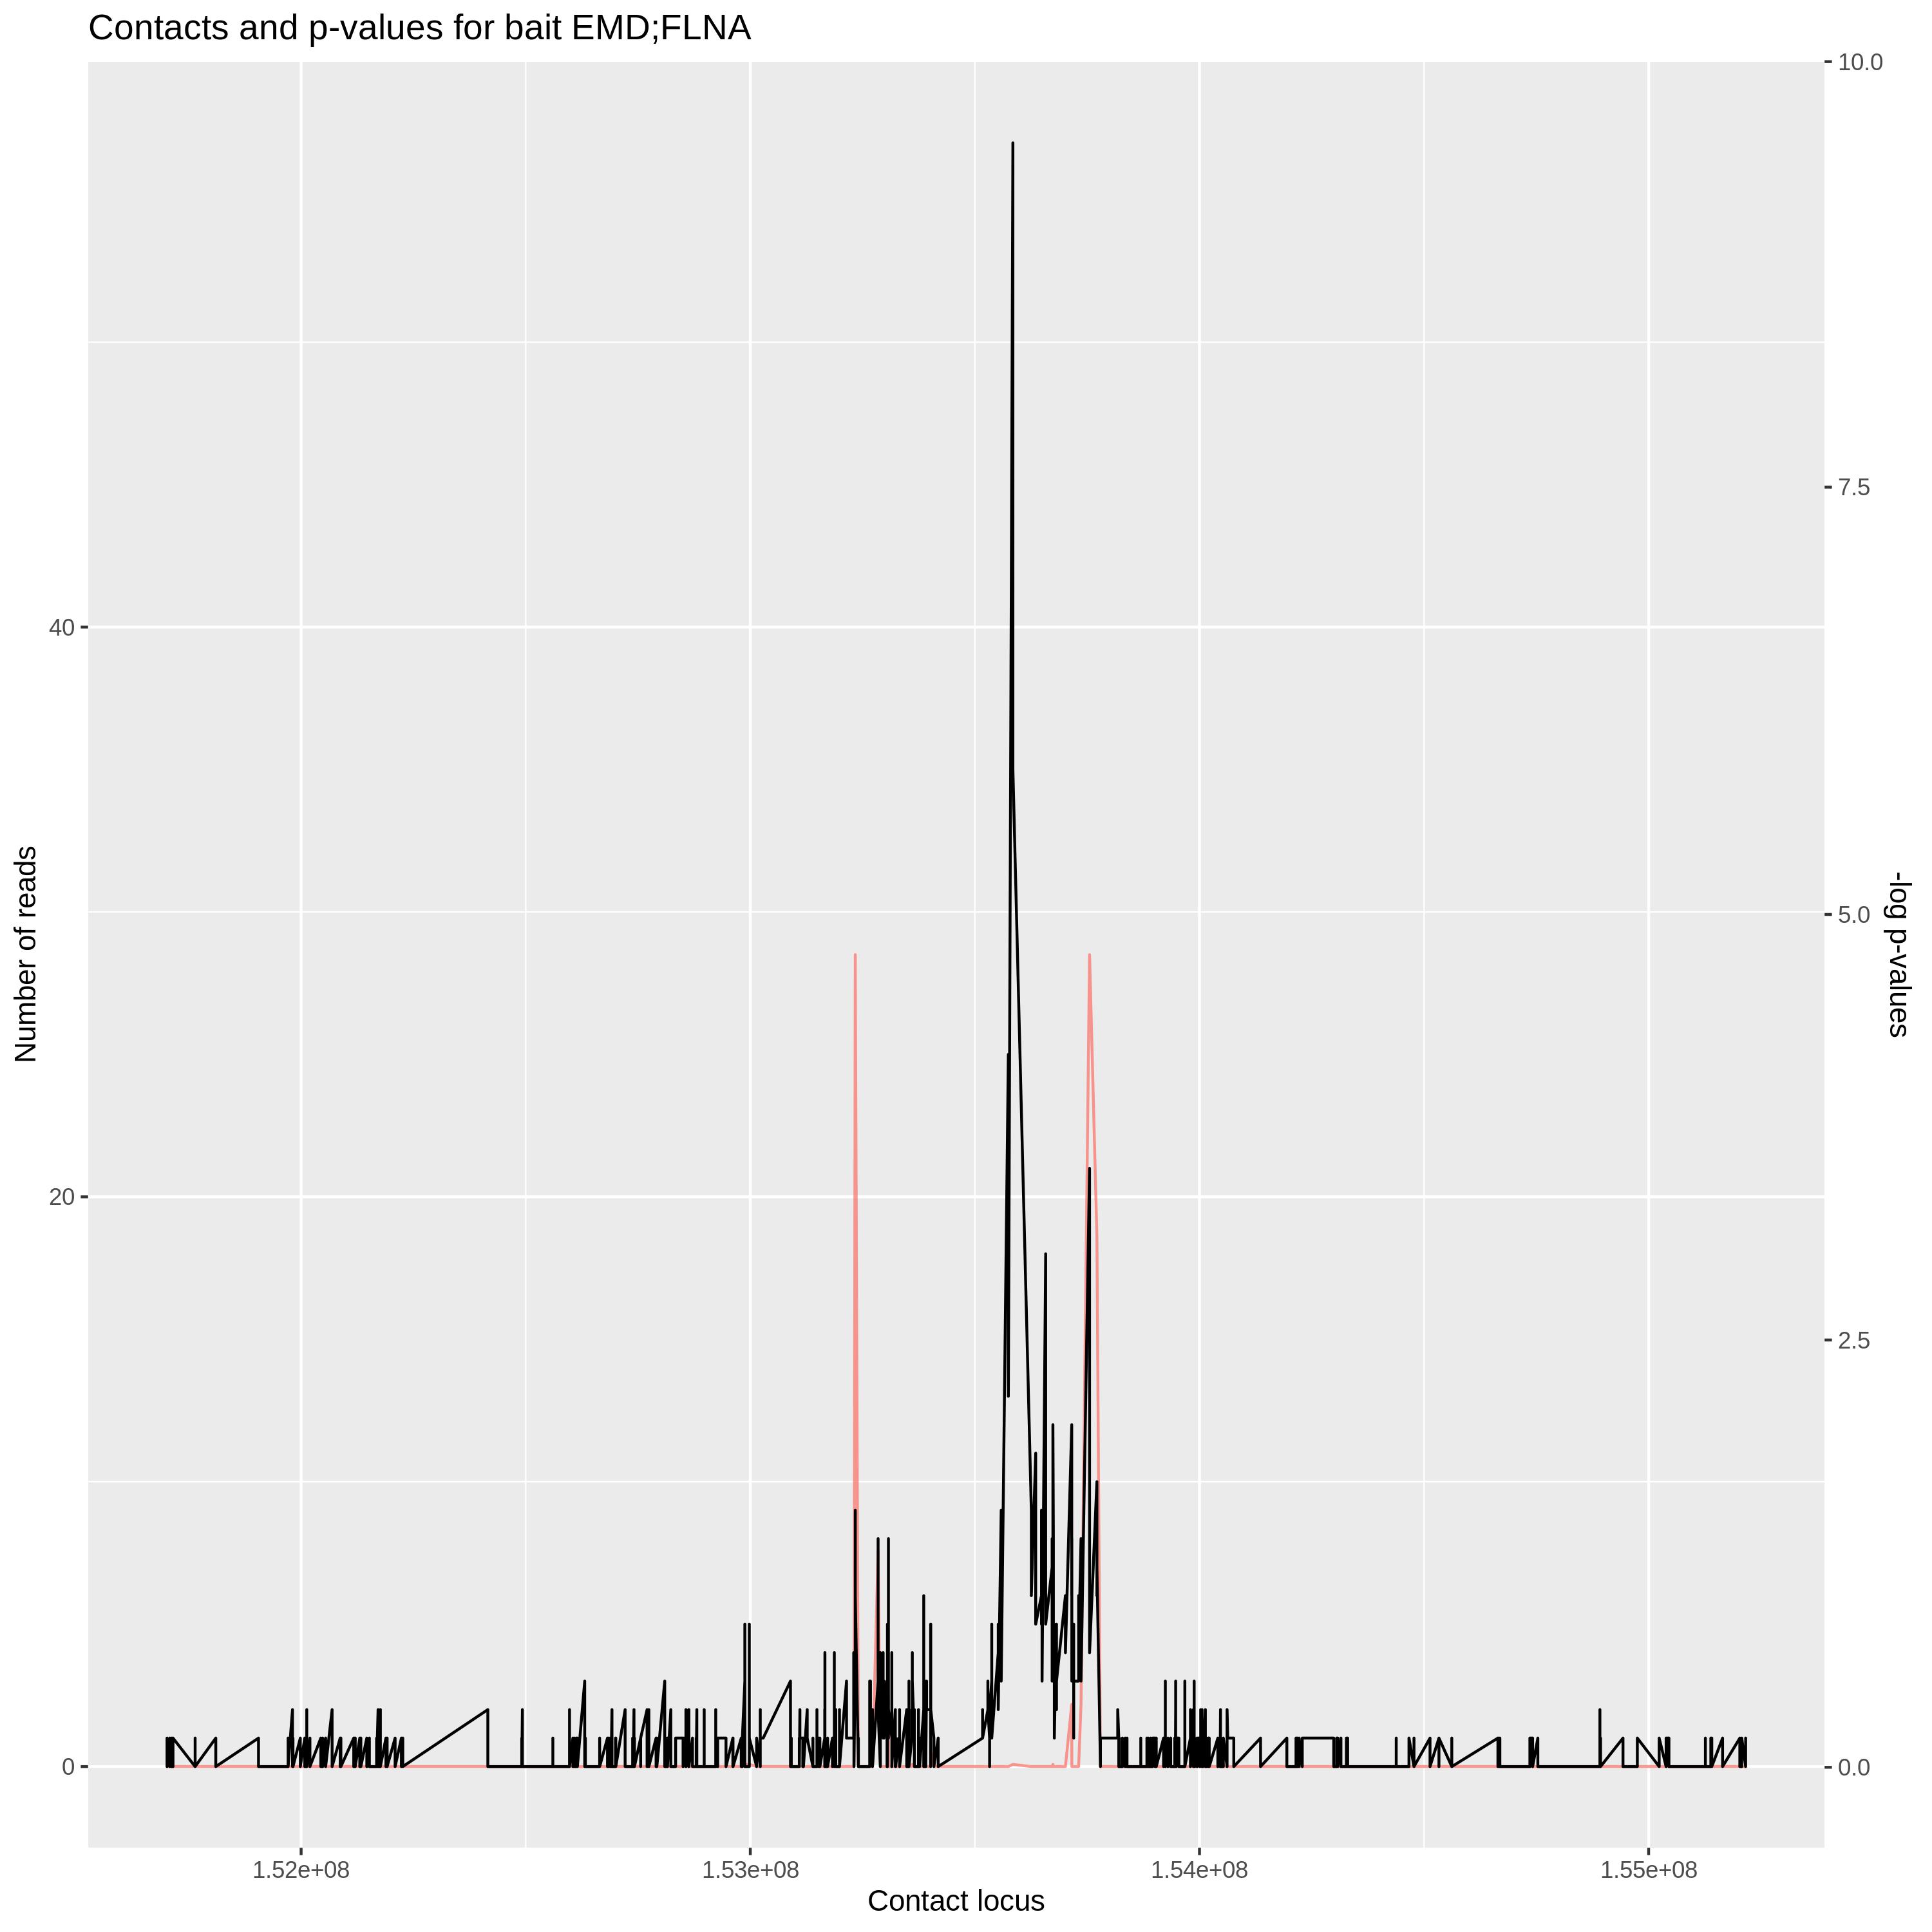 Contacts and p-values for bait EMD;FLNA
10.0
7.5
40
Number of reads
5.0
-log p-values
20
2.5
0
0.0
1.52e+08
1.53e+08
1.54e+08
1.55e+08
Contact locus